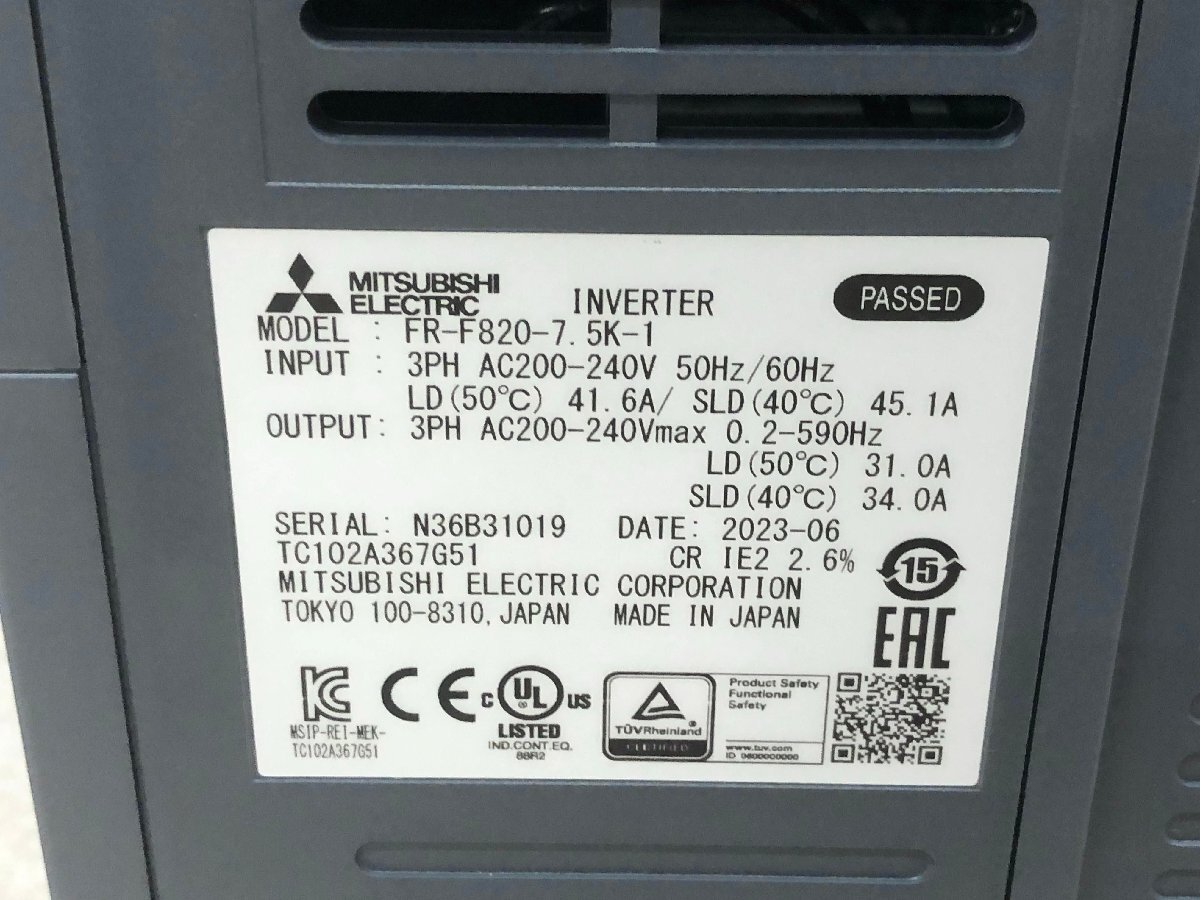 MITSUBISHI
ELECTRIC INVERTER PASSED
MODEL : FR-F820-7.5K-1
INPUT : 3PH AC200-240V 50Hz/60Hz
LD(50℃) 41.6A/ SLD(40℃) 45.1A
OUTPUT: 3PH AC200-240Vmax 0.2-590Hz
LD(50℃) 31.0A
SLD(40℃) 34.0A
SERIAL: N36B31019 DATE: 2023-06
TC102A367G51 CR IE2 2.6%
15
MITSUBISHI ELECTRIC CORPORATION
TOKYO 100-8310, JAPAN MADE IN JAPAN
EAC
KC CE c UL US
LISTED
IND.CONT.EQ.
88R2
MSIP-REI-MEK-
TC102A367G51
TÜVRheinland
CERTIFIED
Product Safety
Functional
Safety
www.tuv.com
ID 0600000000